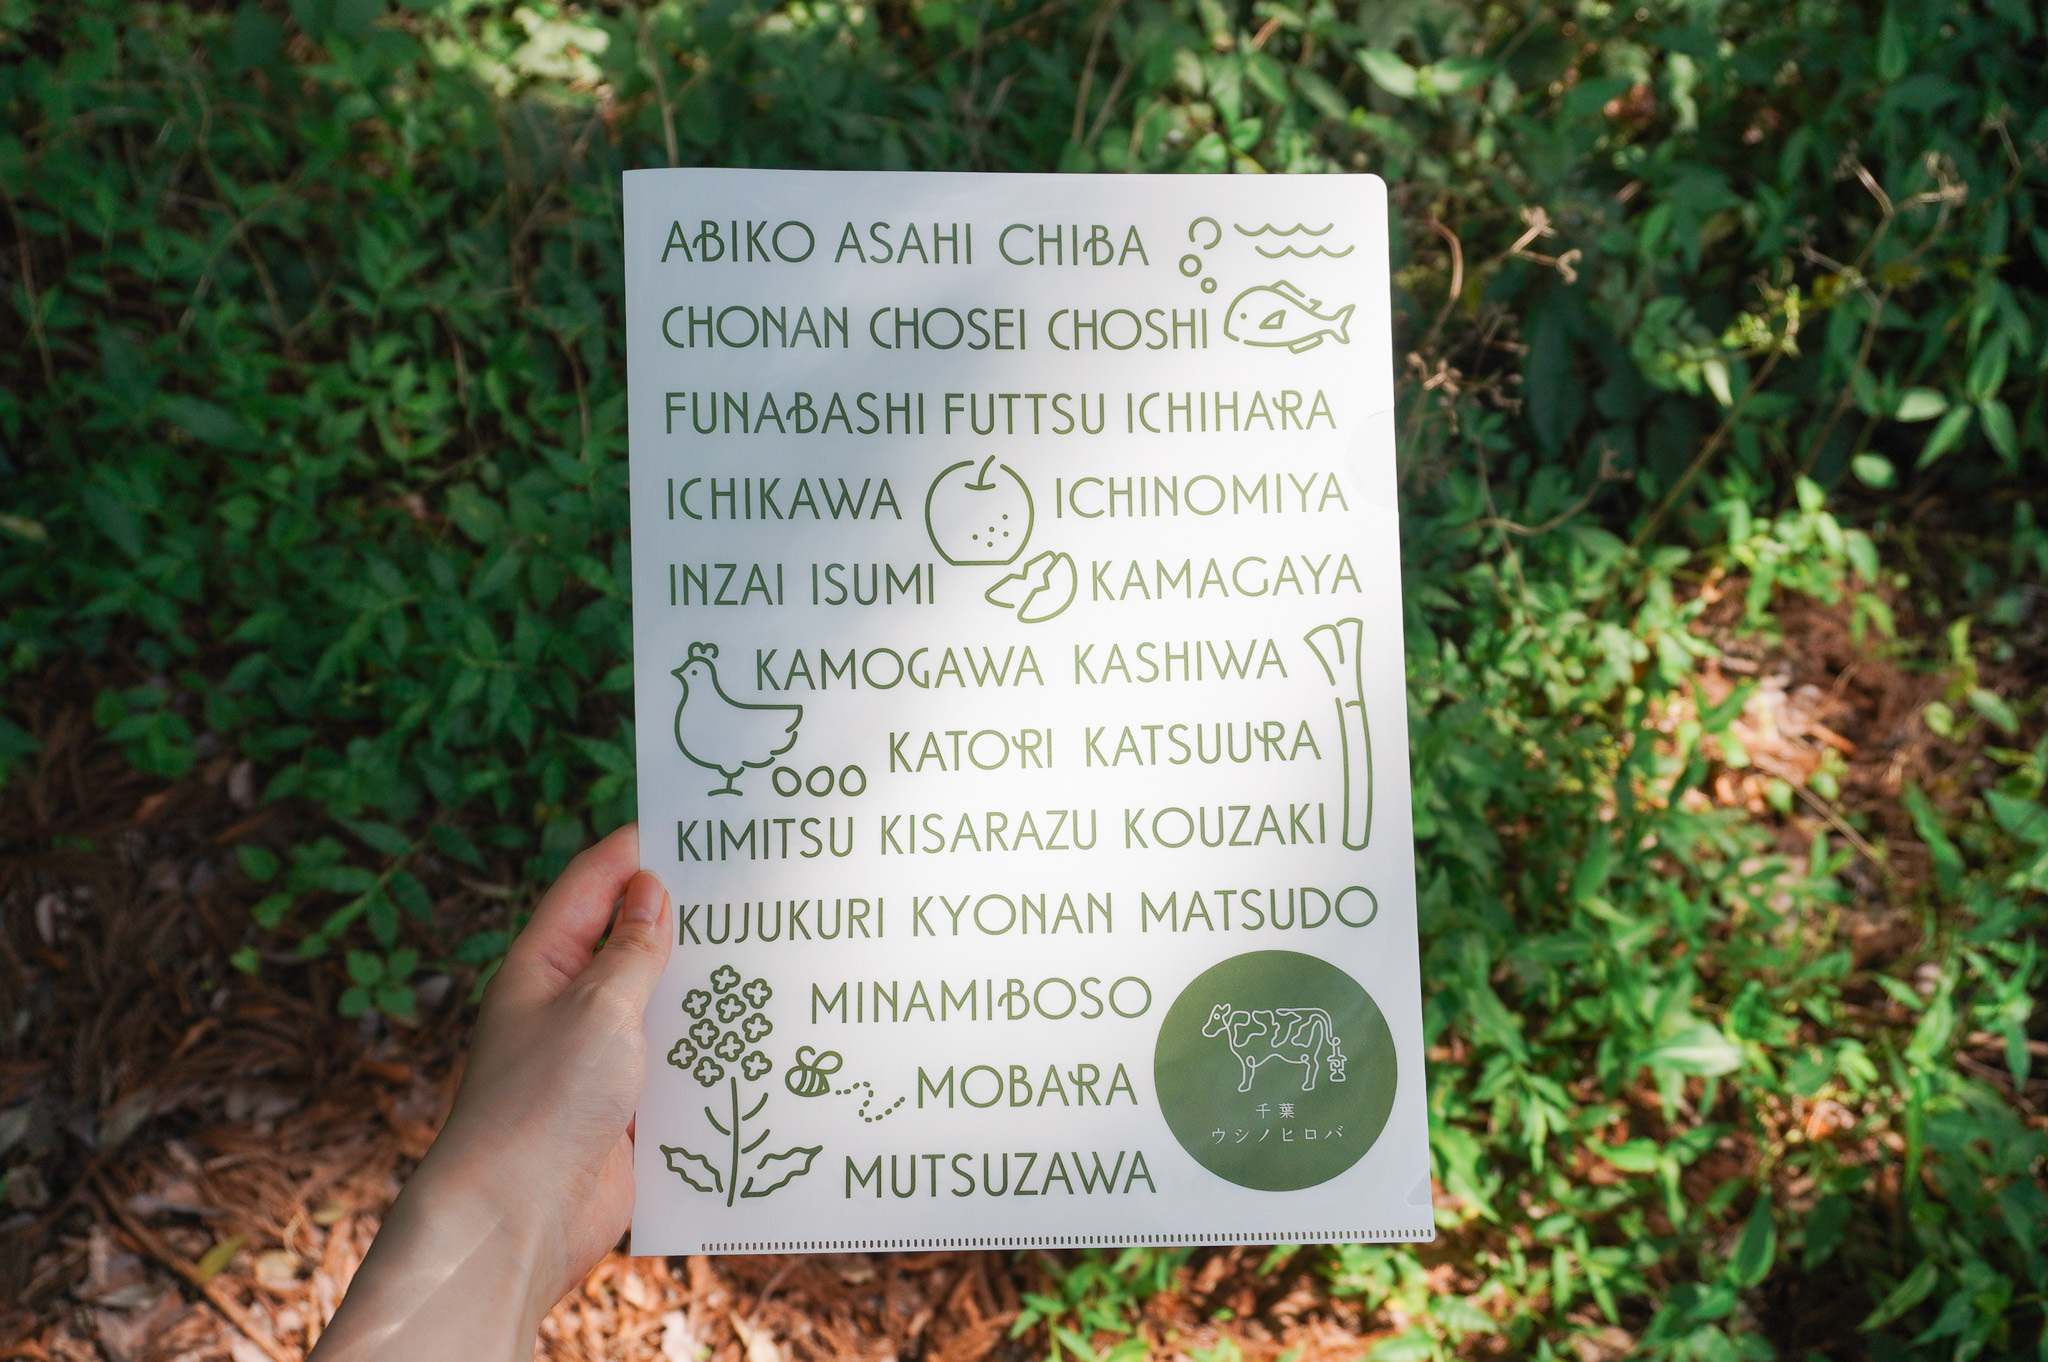 ABIKO ASAHI CHIBA
CHONAN CHOSEI CHOSHI
FUNABASHI FUTTSU ICHIHARA
ICHIKAWA ICHINOMIYA
INZAI ISUMI KAMAGAYA
KAMOGAWA KASHIWA
KATORI KATSUURA
KIMITSU KISARAZU KOUZAKI
KUJUKURI KYONAN MATSUDO
MINAMIBOSO
MOBARA
MUTSUZAWA
千葉
ウシノヒロバ